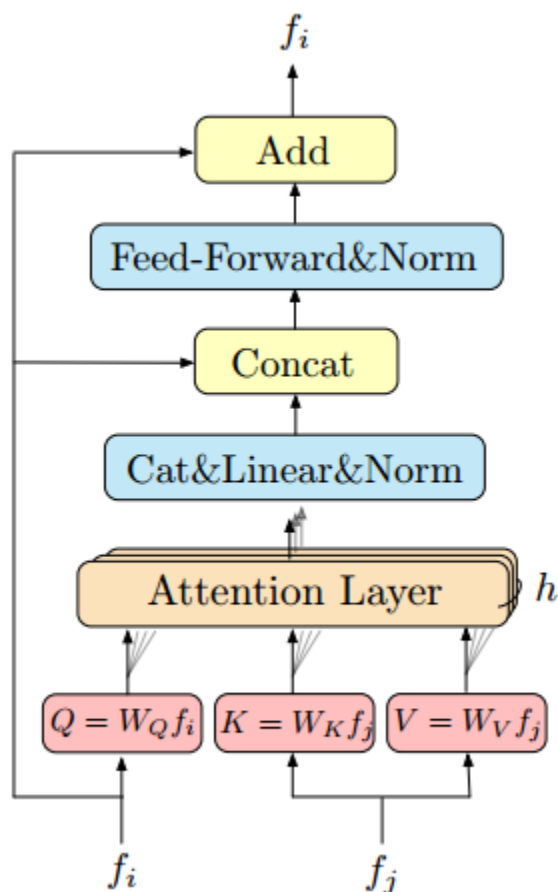 f_i
Add
Feed-Forward&Norm
Concat
Cat&Linear&Norm
Attention Layer
h
Q = W_Q f_i
K = W_K f_j
V = W_V f_j
f_i
f_j